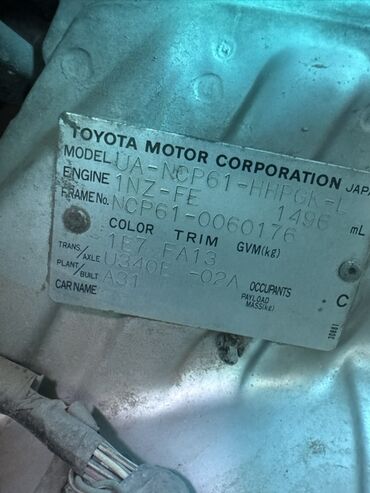 TOYOTA MOTOR CORPORATION JAPA
MODEL UA-NCP61-HHPGK-L
ENGINE 1NZ-FE 1496 mL
FRAME No. NCP61-0060176
COLOR TRIM GVM(kg)
1E7 FA13
TRANS/AXLE U340E -02A OCCUPANTS
PLANT/BUILT A31 PAYLOAD MASS(kg) C
CAR NAME